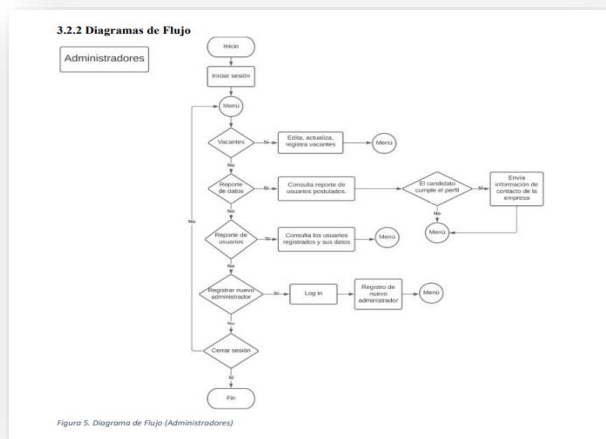 3.2.2 Diagramas de Flujo
Administradores
Inicio
Iniciar sesión
Menú
Vacantes
Si
Edita, actualiza,
registra vacantes
Menú
No
Reporte
de datos
Si
Consulta reporte de
usuarios postulados.
El candidato
cumple el perfil
Si
Envía
información de
contacto de la
empresa
No
Menú
No
Reporte de
usuarios
Si
Consulta los usuarios
registrados y sus datos
Menú
No
No
Registrar nuevo
administrador
Si
Log in
Registro de
nuevo
administrador
Menú
No
Cerrar sesión
Si
Fin
Figura 5. Diagrama de Flujo (Administradores)